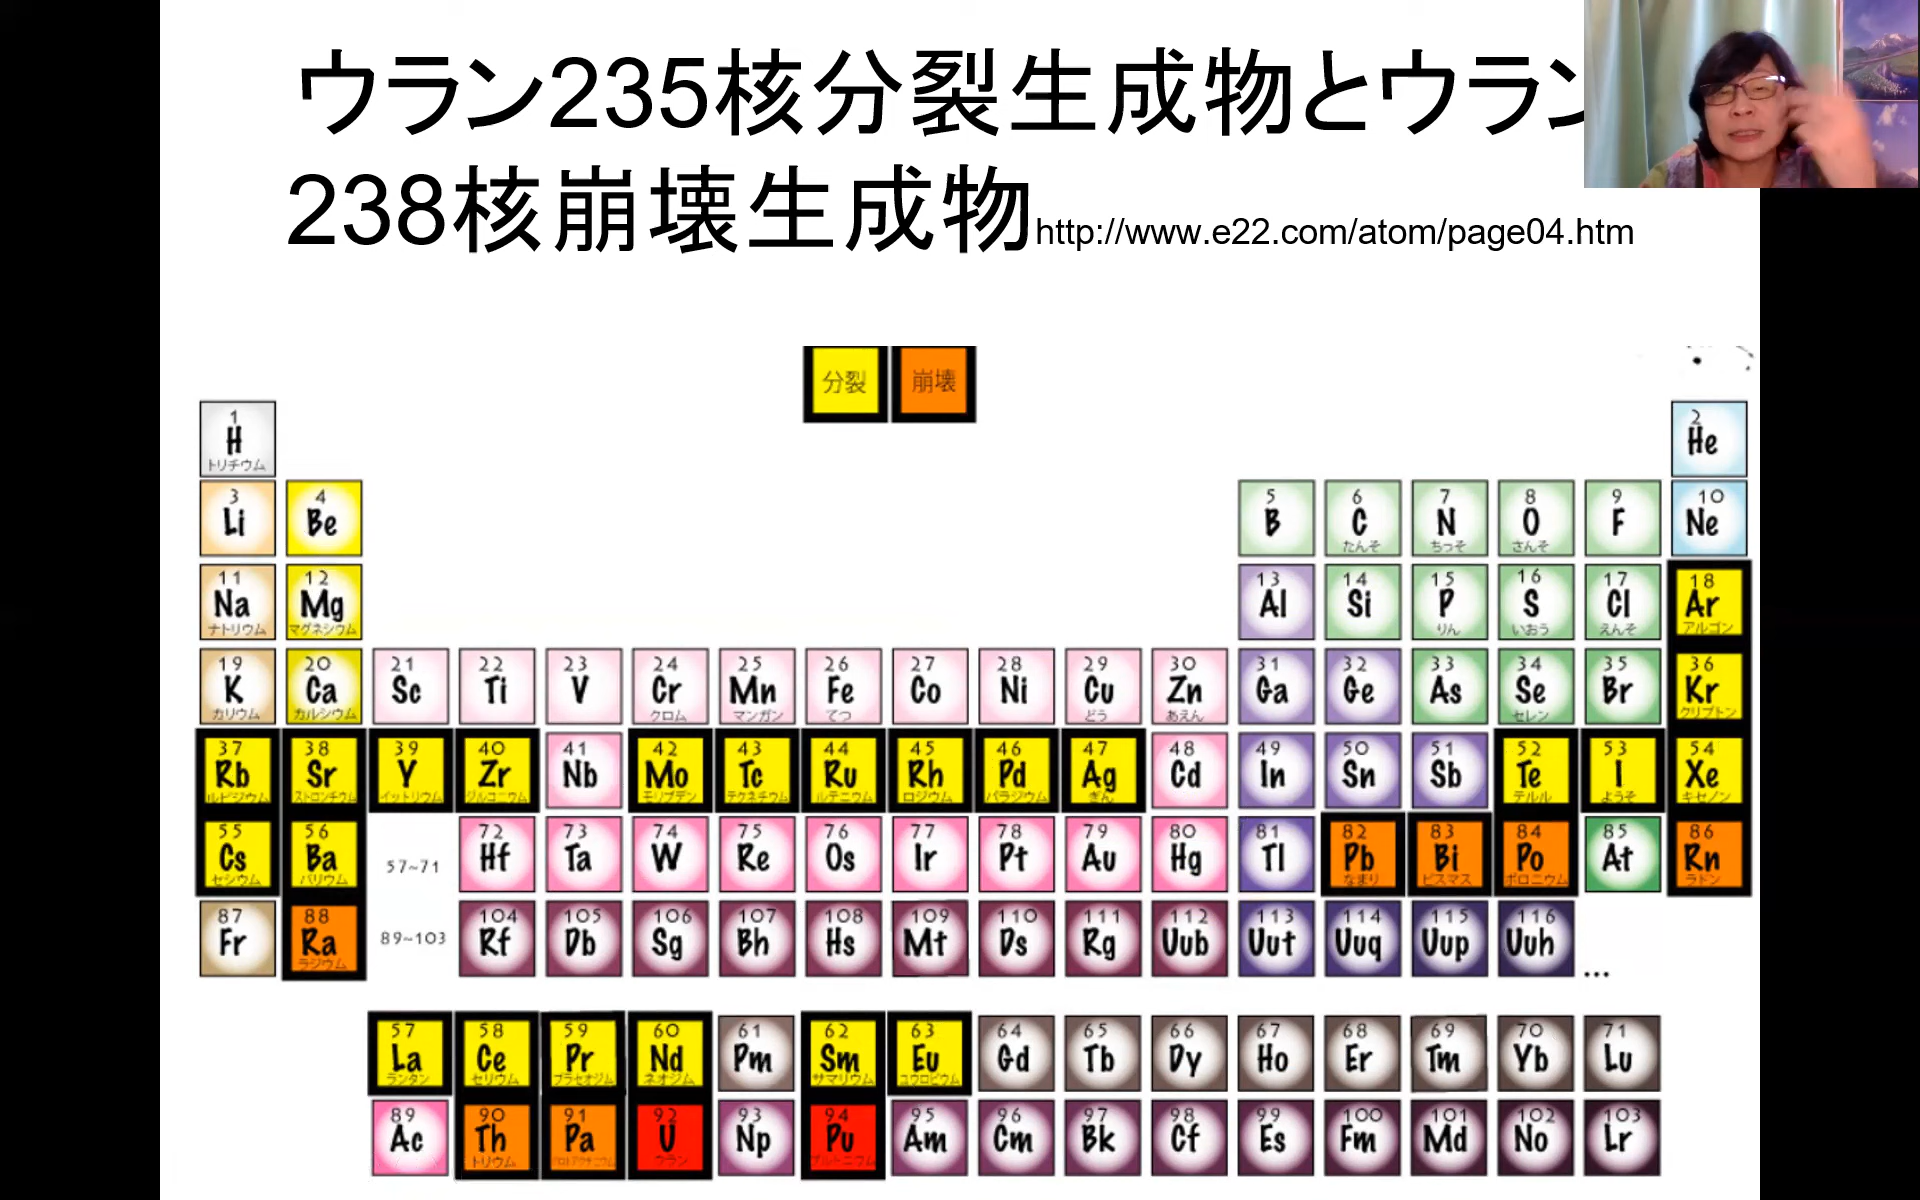 ウラン235核分裂生成物とウラン
238核崩壊生成物http://www.e22.com/atom/page04.htm
分裂 崩壊
1 H トリチウム 2 He
3 Li 4 Be 5 B 6 C たんそ 7 N ちっそ 8 O さんそ 9 F 10 Ne
11 Na ナトリウム 12 Mg マグネシウム 13 Al 14 Si 15 P りん 16 S いおう 17 Cl えんそ 18 Ar アルゴン
19 K カリウム 20 Ca カルシウム 21 Sc 22 Ti 23 V 24 Cr クロム 25 Mn マンガン 26 Fe てつ 27 Co 28 Ni 29 Cu どう 30 Zn あえん 31 Ga 32 Ge 33 As 34 Se セレン 35 Br 36 Kr クリプトン
37 Rb ルビジウム 38 Sr ストロンチウム 39 Y イットリウム 40 Zr ジルコニウム 41 Nb 42 Mo モリブデン 43 Tc テクネチウム 44 Ru ルテニウム 45 Rh ロジウム 46 Pd パラジウム 47 Ag ぎん 48 Cd 49 In 50 Sn 51 Sb 52 Te テルル 53 I ようそ 54 Xe キセノン
55 Cs セシウム 56 Ba バリウム 57~71 72 Hf 73 Ta 74 W 75 Re 76 Os 77 Ir 78 Pt 79 Au 80 Hg 81 Tl 82 Pb なまり 83 Bi ビスマス 84 Po ポロニウム 85 At 86 Rn ラドン
87 Fr 88 Ra ラジウム 89~103 104 Rf 105 Db 106 Sg 107 Bh 108 Hs 109 Mt 110 Ds 111 Rg 112 Uub 113 Uut 114 Uuq 115 Uup 116 Uuh ...
57 La ランタン 58 Ce セリウム 59 Pr プラセオジム 60 Nd ネオジム 61 Pm 62 Sm サマリウム 63 Eu ユウロピウム 64 Gd 65 Tb 66 Dy 67 Ho 68 Er 69 Tm 70 Yb 71 Lu
89 Ac 90 Th トリウム 91 Pa プロトアクチニウム 92 U ウラン 93 Np 94 Pu プルトニウム 95 Am 96 Cm 97 Bk 98 Cf 99 Es 100 Fm 101 Md 102 No 103 Lr